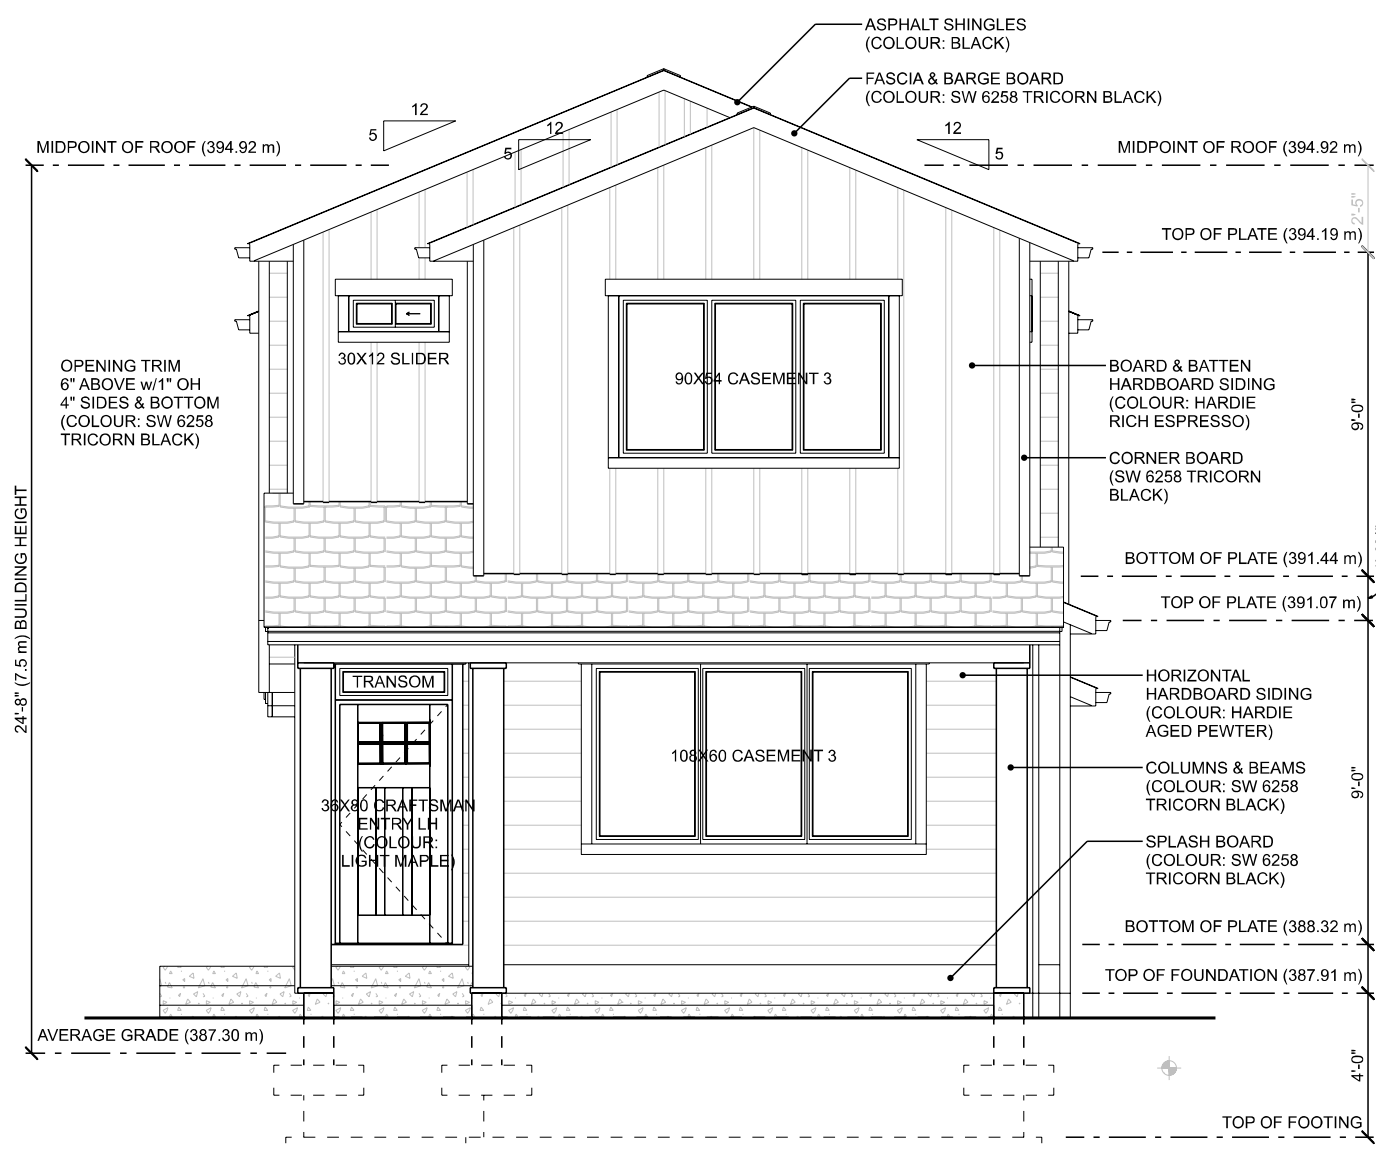 ASPHALT SHINGLES
(COLOUR: BLACK)
FASCIA & BARGE BOARD
(COLOUR: SW 6258 TRICORN BLACK)
12
5
12
5
12
5
MIDPOINT OF ROOF (394.92 m)
MIDPOINT OF ROOF (394.92 m)
2'-5"
TOP OF PLATE (394.19 m)
30X12 SLIDER
90X54 CASEMENT 3
OPENING TRIM
6" ABOVE w/1" OH
4" SIDES & BOTTOM
(COLOUR: SW 6258
TRICORN BLACK)
BOARD & BATTEN
HARDBOARD SIDING
(COLOUR: HARDIE
RICH ESPRESSO)
9'-0"
CORNER BOARD
(SW 6258 TRICORN
BLACK)
24'-8" (7.5 m) BUILDING HEIGHT
BOTTOM OF PLATE (391.44 m)
TOP OF PLATE (391.07 m)
TRANSOM
HORIZONTAL
HARDBOARD SIDING
(COLOUR: HARDIE
AGED PEWTER)
108X60 CASEMENT 3
COLUMNS & BEAMS
(COLOUR: SW 6258
TRICORN BLACK)
9'-0"
36X80 CRAFTSMAN
ENTRY LH
(COLOUR:
LIGHT MAPLE)
SPLASH BOARD
(COLOUR: SW 6258
TRICORN BLACK)
BOTTOM OF PLATE (388.32 m)
TOP OF FOUNDATION (387.91 m)
AVERAGE GRADE (387.30 m)
4'-0"
TOP OF FOOTING